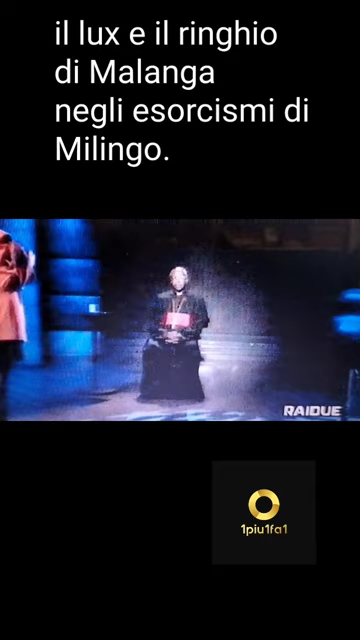 il lux e il ringhio
di Malanga
negli esorcismi di
Milingo.
RAIDUE
1piu1fa1